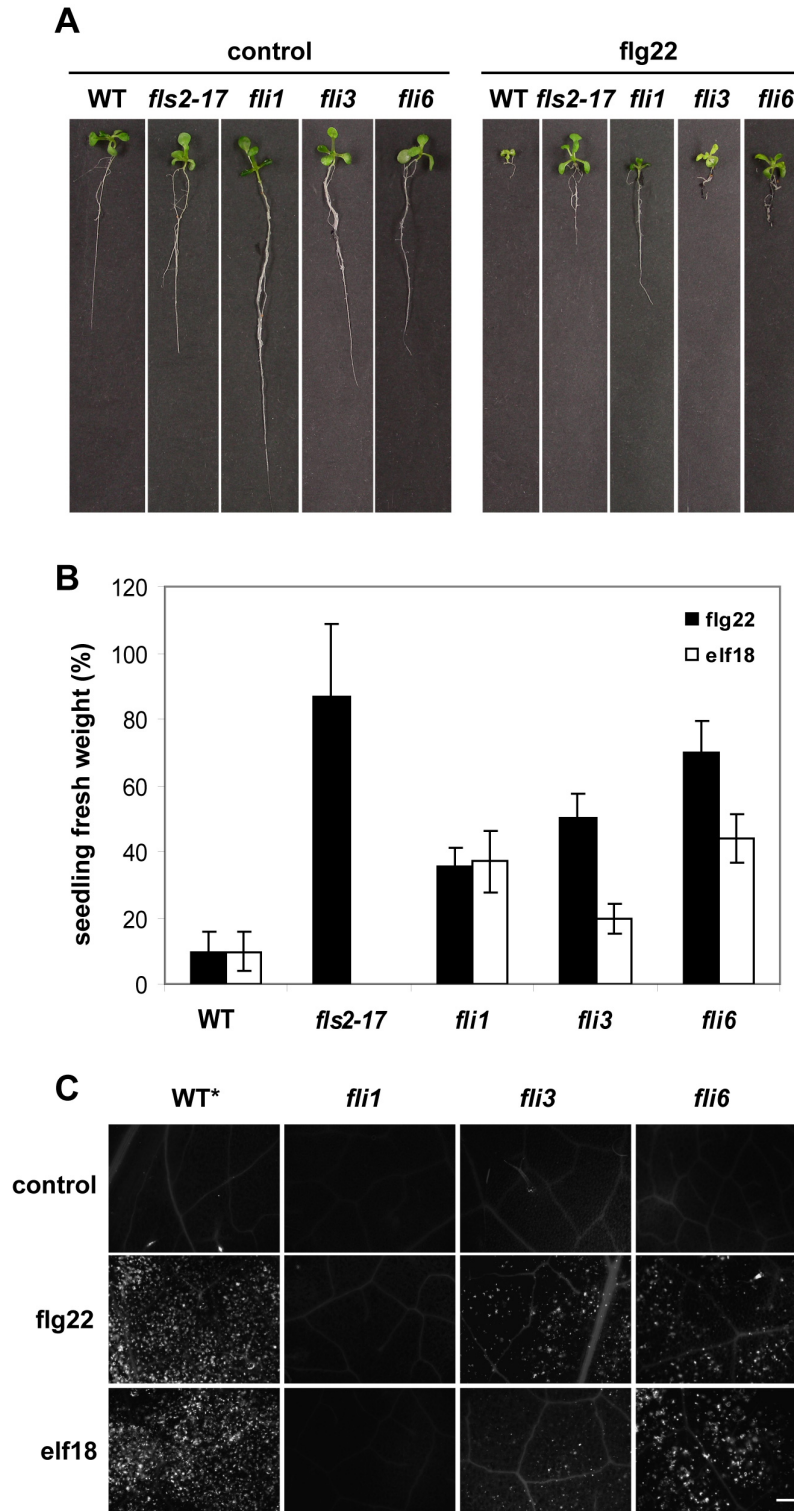 A
control flg22
WT fls2-17 fli1 fli3 fli6 WT fls2-17 fli1 fli3 fli6
B
120
100
80
60
40
20
0
seedling fresh weight (%)
flg22
elf18
WT fls2-17 fli1 fli3 fli6
C
WT* fli1 fli3 fli6
control
flg22
elf18